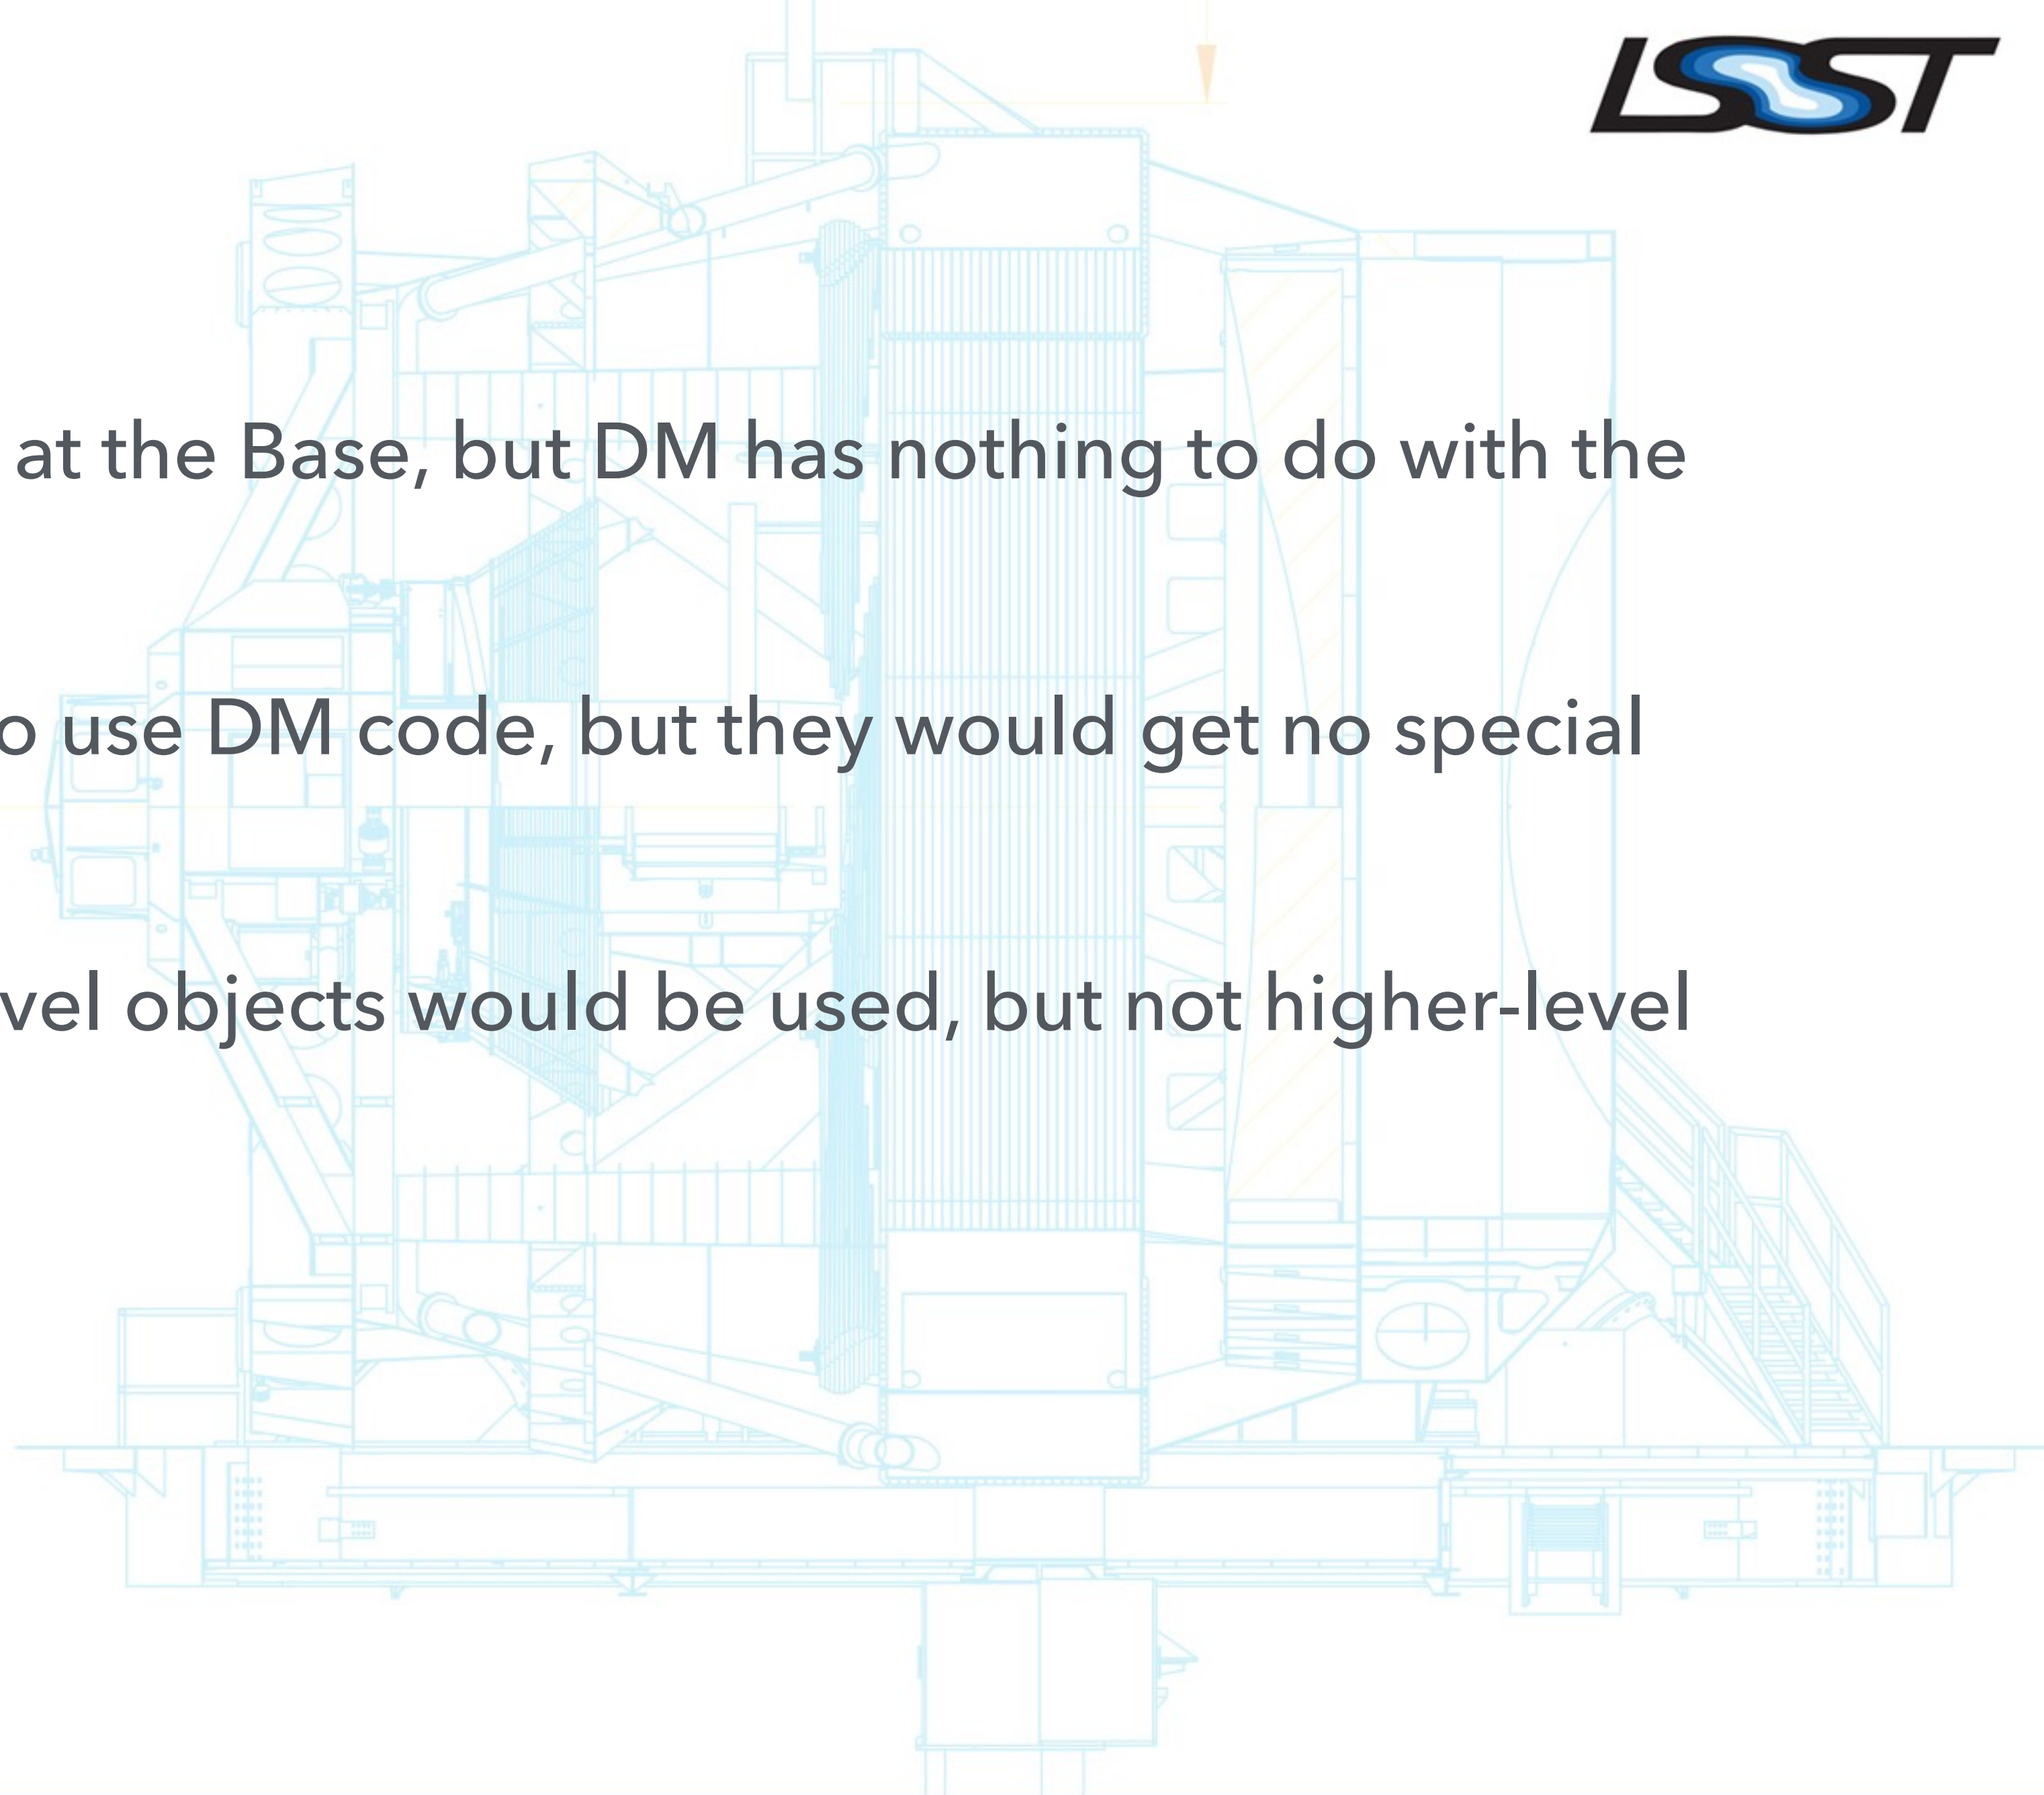 LSST
at the Base, but DM has nothing to do with the
use DM code, but they would get no special
objects would be used, but not higher-level